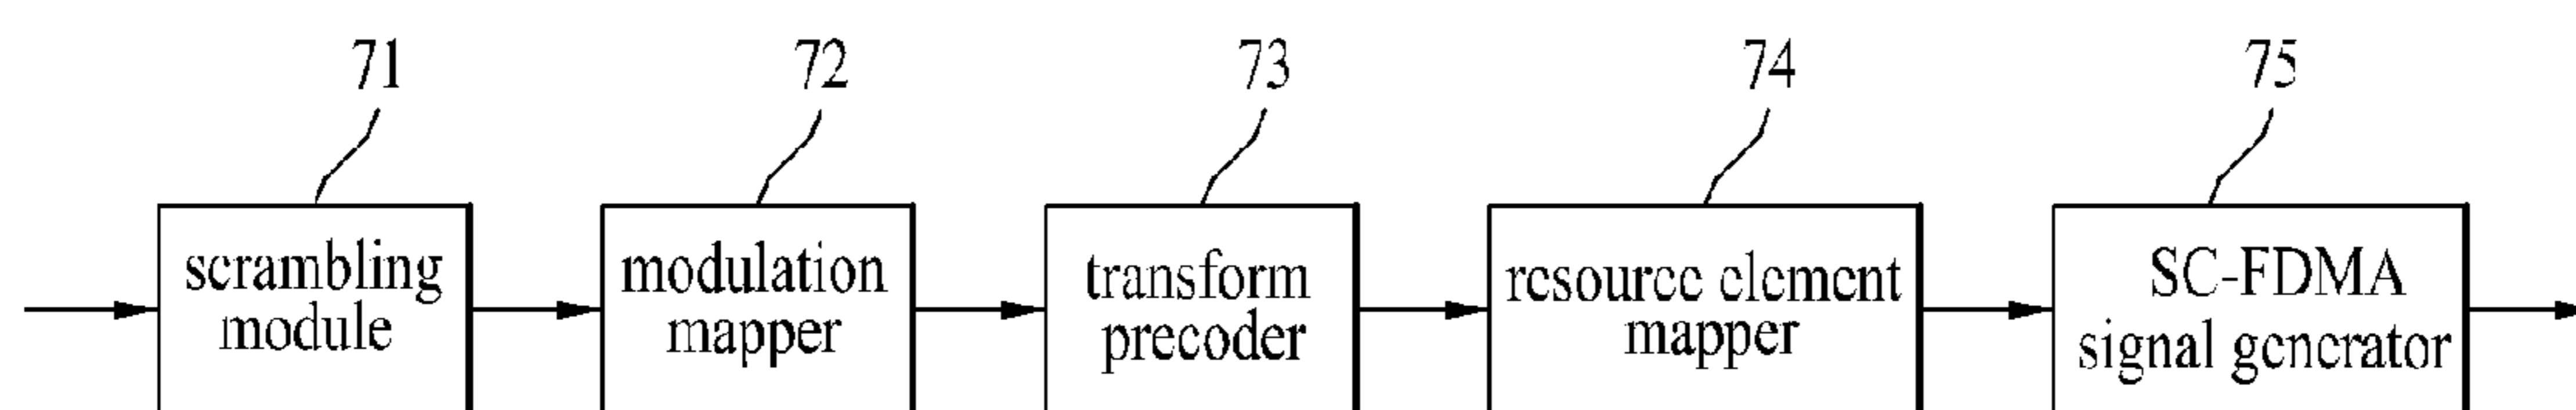 71
72
73
74
75
scrambling
module
modulation
mapper
transform
precoder
resource element
mapper
SC-FDMA
signal generator